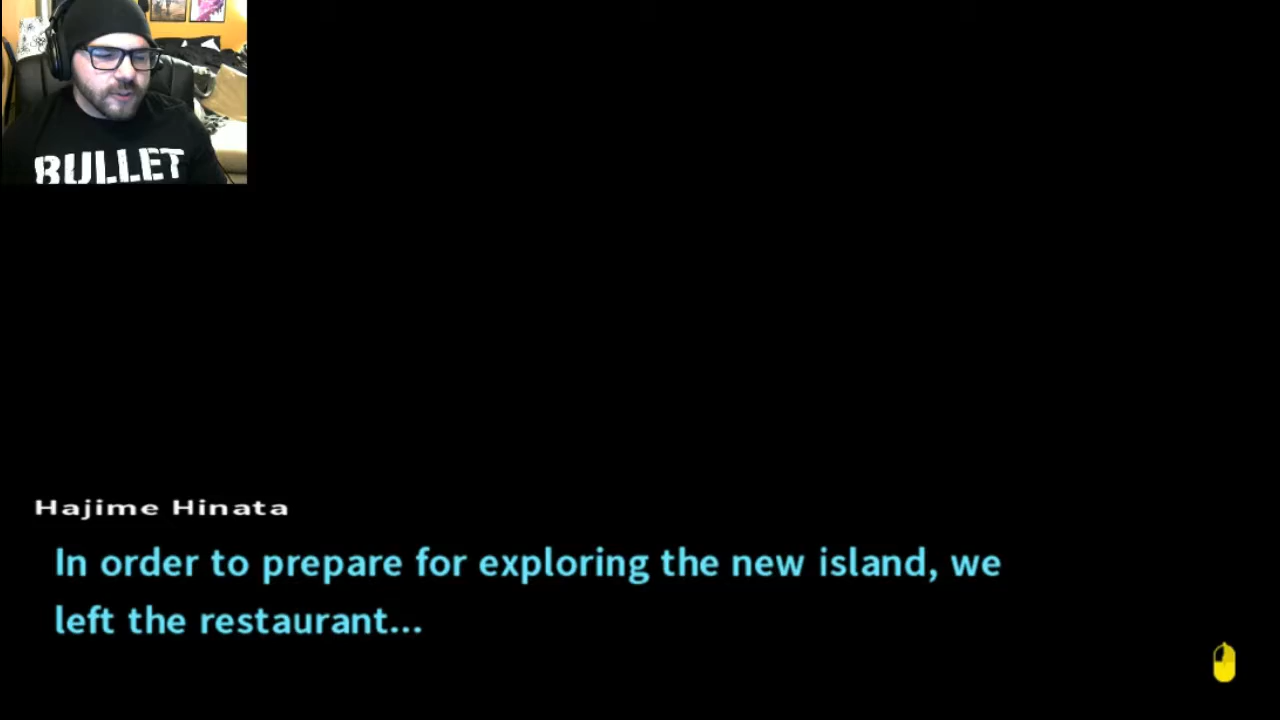 BULLET
Hajime Hinata
In order to prepare for exploring the new island, we
left the restaurant...